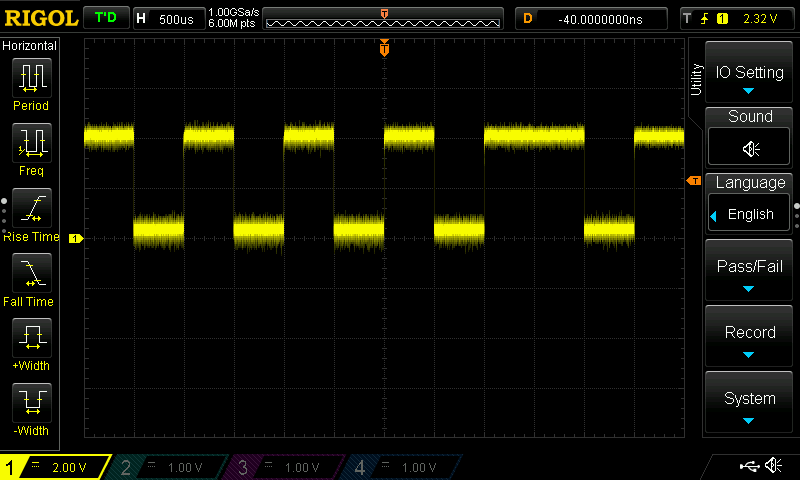 RIGOL T'D H 500us 1.00GSa/s 6.00M pts T D -40.0000000ns T 1 2.32 V
Horizontal
Period
Freq
Rise Time
Fall Time
+Width
-Width
T
T
1
Utility
IO Setting
Sound
Language
English
Pass/Fail
Record
System
1 2.00 V 2 1.00 V 3 1.00 V 4 1.00 V